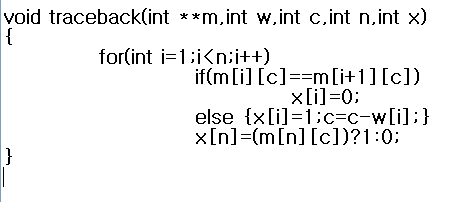 void traceback(int **m,int w,int c,int n,int x)
{
for(int i=1;i<n;i++)
if(m[i][c]==m[i+1][c])
x[i]=0;
else {x[i]=1;c=c-w[i];}
x[n]=(m[n][c])?1:0;
}